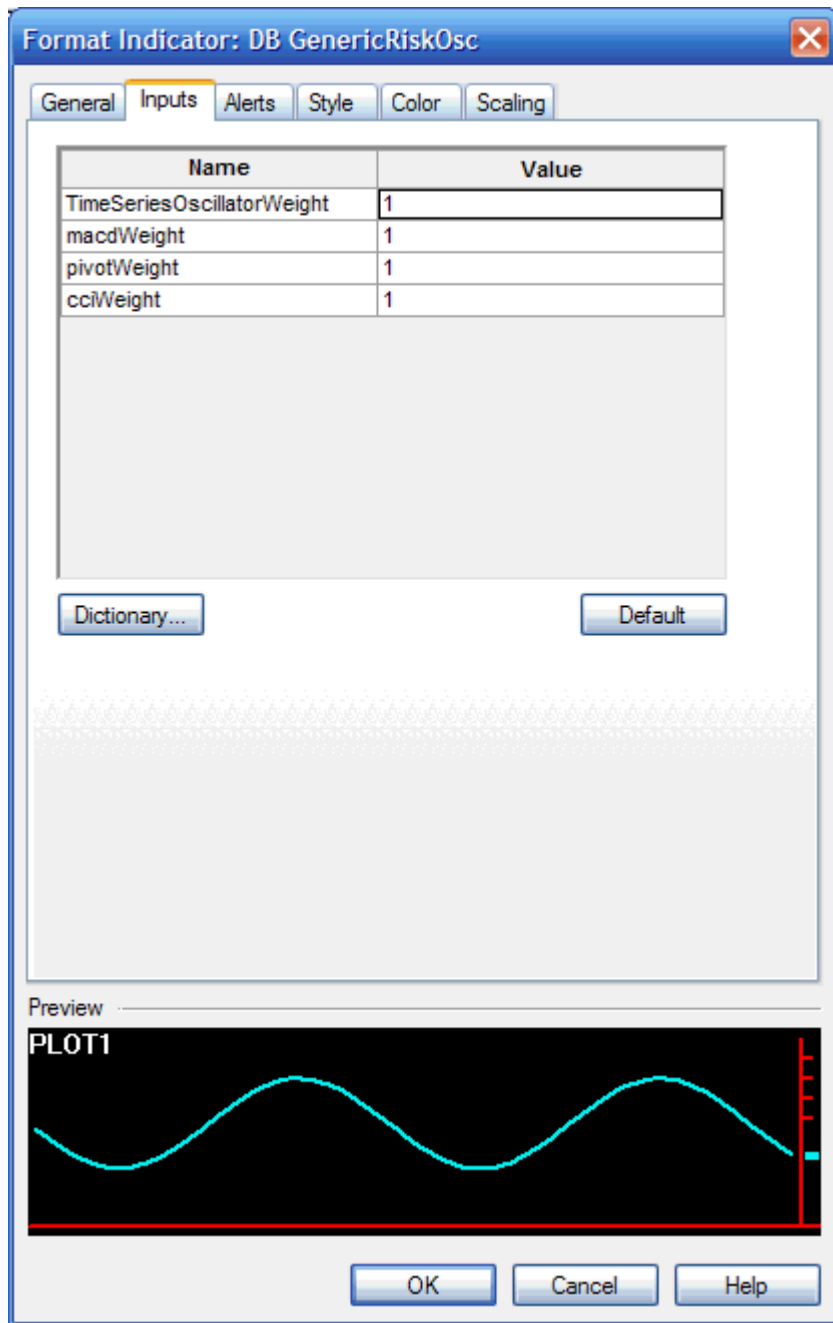 Format Indicator: DB GenericRiskOsc
General Inputs Alerts Style Color Scaling
Name Value
TimeSeriesOscillatorWeight 1
macdWeight 1
pivotWeight 1
cciWeight 1
Dictionary... Default
Preview
PLOT1
OK Cancel Help